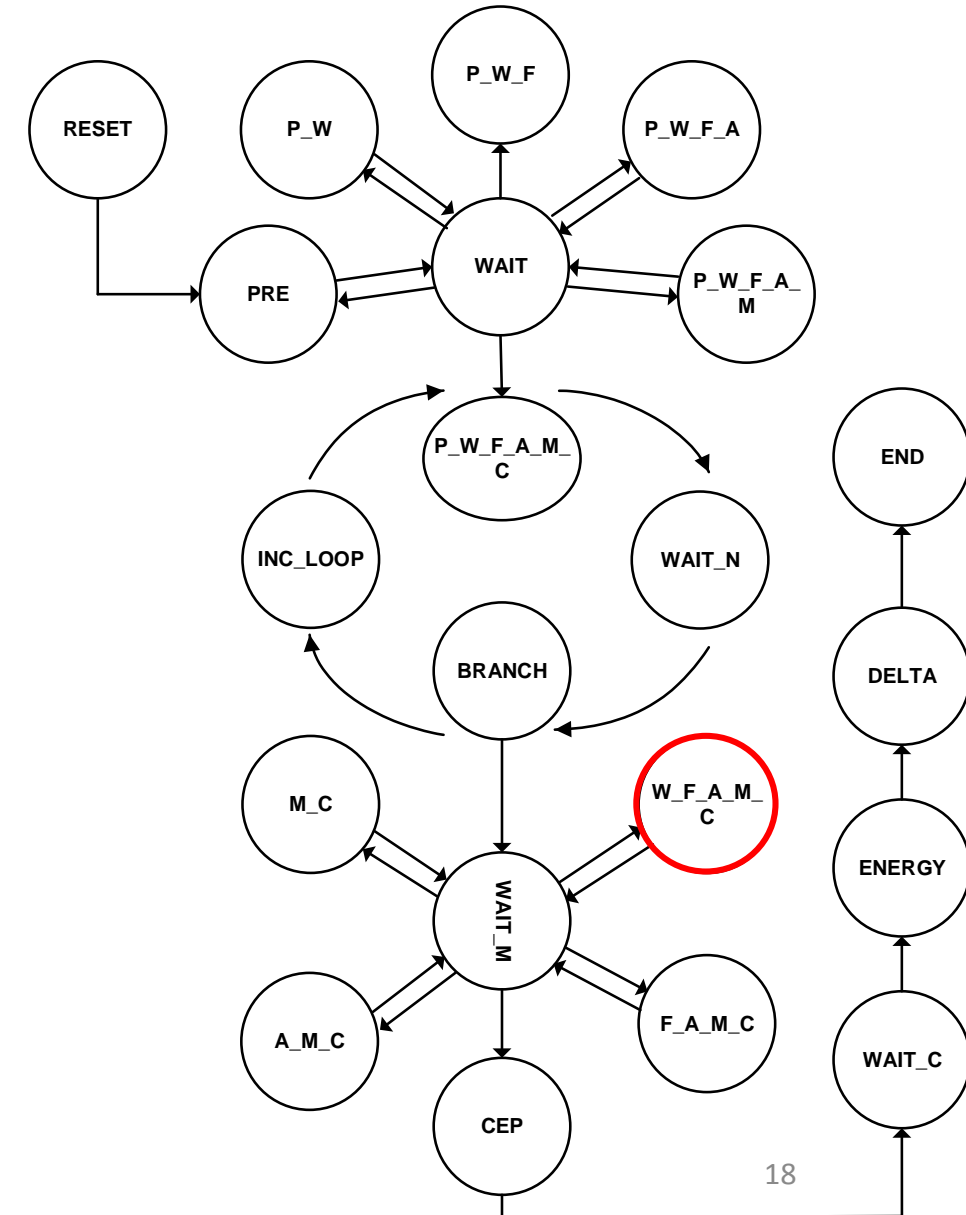 P_W_F
RESET
P_W
P_W_F_A
WAIT
PRE
P_W_F_A_
M
P_W_F_A_M_
C
END
INC_LOOP
WAIT_N
BRANCH
DELTA
M_C
W_F_A_M_
C
ENERGY
WAIT_M
A_M_C
F_A_M_C
WAIT_C
CEP
18